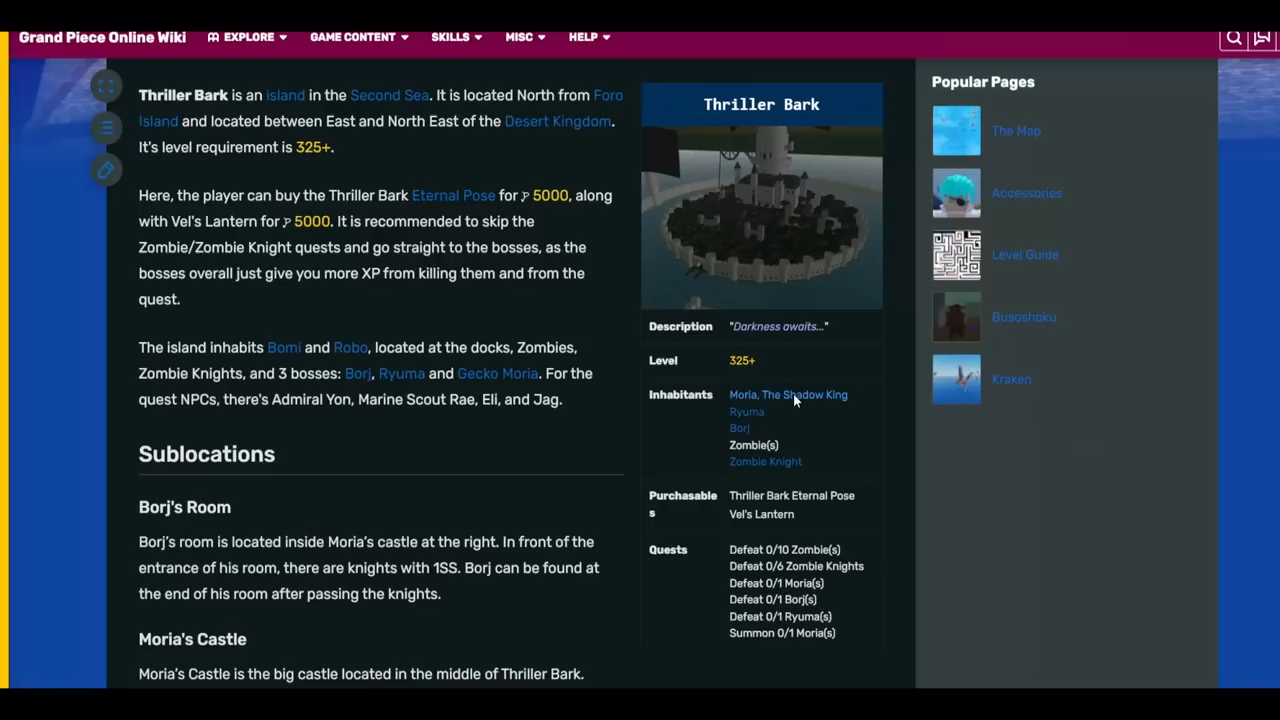 Grand Piece Online Wiki
EXPLORE
GAME CONTENT
SKILLS
MISC
HELP
Thriller Bark is an island in the Second Sea. It is located North from Foro
Island and located between East and North East of the Desert Kingdom.
It's level requirement is 325+.
Here, the player can buy the Thriller Bark Eternal Pose for 5000, along
with Vel's Lantern for 5000. It is recommended to skip the
Zombie/Zombie Knight quests and go straight to the bosses, as the
bosses overall just give you more XP from killing them and from the
quest.
The island inhabits Bomi and Robo, located at the docks, Zombies,
Zombie Knights, and 3 bosses: Borj, Ryuma and Gecko Moria. For the
quest NPCs, there's Admiral Yon, Marine Scout Rae, Eli, and Jag.
Sublocations
Borj's Room
Borj's room is located inside Moria's castle at the right. In front of the
entrance of his room, there are knights with 1SS. Borj can be found at
the end of his room after passing the knights.
Moria's Castle
Moria's Castle is the big castle located in the middle of Thriller Bark.
Thriller Bark
Description "Darkness awaits..."
Level 325+
Inhabitants Moria, The Shadow King
Ryuma
Borj
Zombie(s)
Zombie Knight
Purchasable Thriller Bark Eternal Pose
s Vel's Lantern
Quests Defeat 0/10 Zombie(s)
Defeat 0/6 Zombie Knights
Defeat 0/1 Moria(s)
Defeat 0/1 Borj(s)
Defeat 0/1 Ryuma(s)
Summon 0/1 Moria(s)
Popular Pages
The Map
Accessories
Level Guide
Busoshoku
Kraken